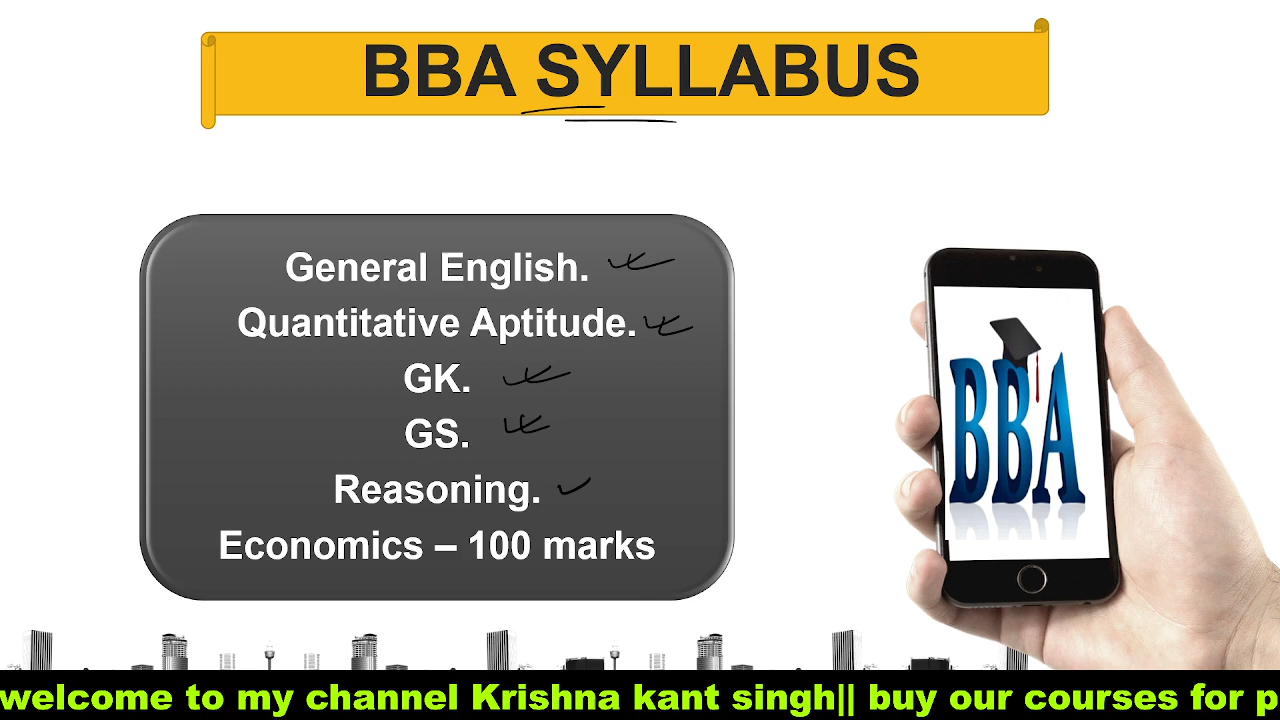 BBA SYLLABUS
General English.
Quantitative Aptitude.
GK.
GS.
Reasoning.
Economics – 100 marks
BBA
welcome to my channel Krishna kant singh|| buy our courses for p